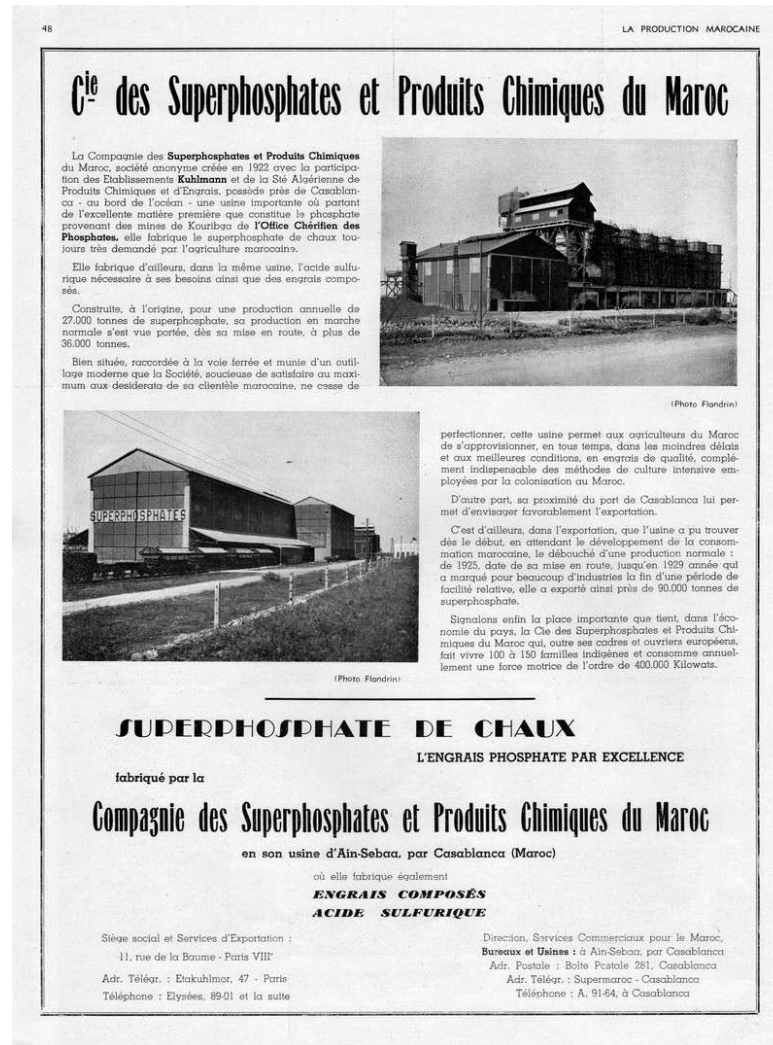 48
LA PRODUCTION MAROCAINE
Cie des Superphosphates et Produits Chimiques du Maroc
La Compagnie des Superphosphates et Produits Chimiques
du Maroc, société anonyme créée en 1922 avec la participa-
tion des Etablissements Kuhlmann et de la Sté Algérienne de
Produits Chimiques et d'Engrais, possède près de Casablan-
ca - au bord de l'océan - une usine importante où partant
de l'excellente matière première que constitue le phosphate
provenant des mines de Kouribga de l'Office Chérifien des
Phosphates, elle fabrique le superphosphate de chaux tou-
jours très demandé par l'agriculture marocaine.
Elle fabrique d'ailleurs, dans la même usine, l'acide sulfu-
rique nécessaire à ses besoins ainsi que des engrais compo-
sés.
Construite, à l'origine, pour une production annuelle de
27.000 tonnes de superphosphate, sa production en marche
normale s'est vue portée, dès sa mise en route, à plus de
36.000 tonnes.
Bien située, raccordée à la voie ferrée et munie d'un outil-
lage moderne que la Société, soucieuse de satisfaire au maxi-
mum aux desiderata de sa clientèle marocaine, ne cesse de
(Photo Flandrin)
SUPERPHOSPHATES
(Photo Flandrin)
perfectionner, cette usine permet aux agriculteurs du Maroc
de s'approvisionner, en tous temps, dans les moindres délais
et aux meilleures conditions, en engrais de qualité, complé-
ment indispensable des méthodes de culture intensive em-
ployées par la colonisation au Maroc.
D'autre part, sa proximité du port de Casablanca lui per-
met d'envisager favorablement l'exportation.
C'est d'ailleurs, dans l'exportation, que l'usine a pu trouver
dès le début, en attendant le développement de la consom-
mation marocaine, le débouché d'une production normale :
de 1925, date de sa mise en route, jusqu'en 1929 année qui
a marqué pour beaucoup d'industries la fin d'une période de
facilité relative, elle a exporté ainsi près de 90.000 tonnes de
superphosphate.
Signalons enfin la place importante que tient, dans l'éco-
nomie du pays, la Cie des Superphosphates et Produits Chi-
miques du Maroc qui, outre ses cadres et ouvriers européens,
fait vivre 100 à 150 familles indigènes et consomme annuel-
lement une force motrice de l'ordre de 400.000 Kilowats.
SUPERPHOSPHATE DE CHAUX
L'ENGRAIS PHOSPHATE PAR EXCELLENCE
fabriqué par la
Compagnie des Superphosphates et Produits Chimiques du Maroc
en son usine d'Ain-Sebaa, par Casablanca (Maroc)
où elle fabrique également
ENGRAIS COMPOSÉS
ACIDE SULFURIQUE
Siège social et Services d'Exportation :
11, rue de la Baume - Paris VIIIe
Adr. Télégr. : Etakuhlmor, 47 - Paris
Téléphone : Elysées, 89-01 et la suite
Direction, Services Commerciaux pour le Maroc,
Bureaux et Usines : à Ain-Sebaa, par Casablanca
Adr. Postale : Boîte Postale 281, Casablanca
Adr. Télégr. : Supermaroc - Casablanca
Téléphone : A. 91-64, à Casablanca